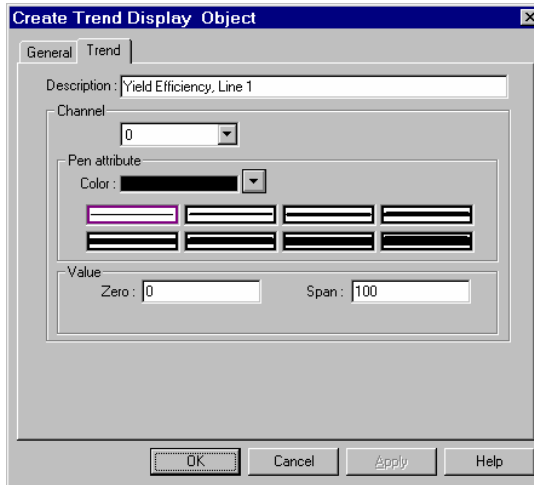 Create Trend Display Object
General Trend
Description : Yield Efficiency, Line 1
Channel
0
Pen attribute
Color :
Value
Zero : 0 Span : 100
OK Cancel Apply Help